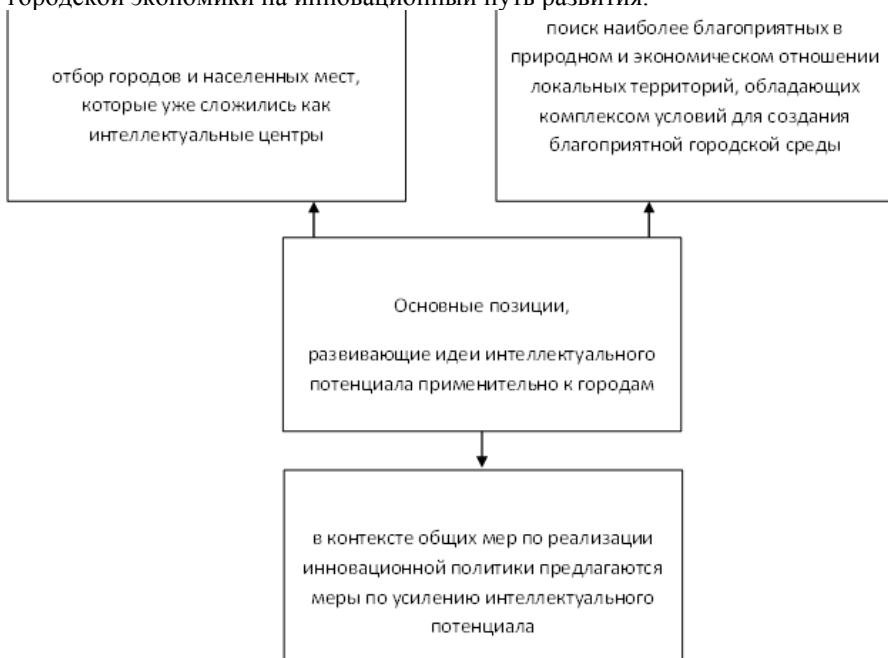 городской экономики на инновационный путь развития.
отбор городов и населенных мест,
которые уже сложились как
интеллектуальные центры
поиск наиболее благоприятных в
природном и экономическом отношении
локальных территорий, обладающих
комплексом условий для создания
благоприятной городской среды
Основные позиции,
развивающие идеи интеллектуального
потенциала применительно к городам
в контексте общих мер по реализации
инновационной политики предлагаются
меры по усилению интеллектуального
потенциала